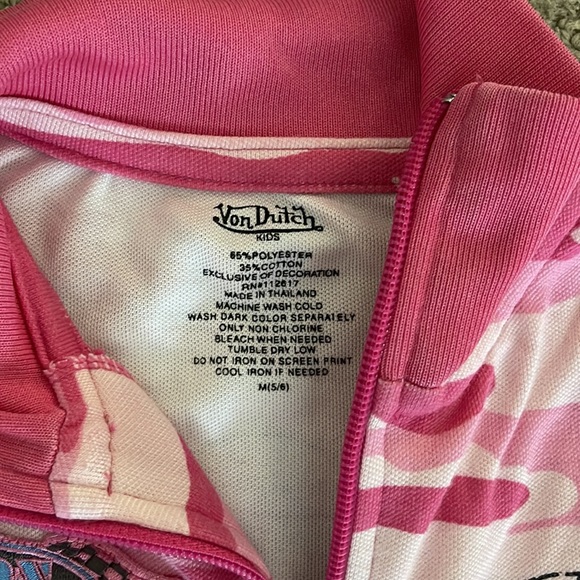 Von Dutch
KIDS
65%POLYESTER
35%COTTON
EXCLUSIVE OF DECORATION
RN#112617
MADE IN THAILAND
MACHINE WASH COLD
WASH DARK COLOR SEPARATELY
ONLY NON CHLORINE
BLEACH WHEN NEEDED
TUMBLE DRY LOW
DO NOT IRON ON SCREEN PRINT
COOL IRON IF NEEDED
M(5/6)